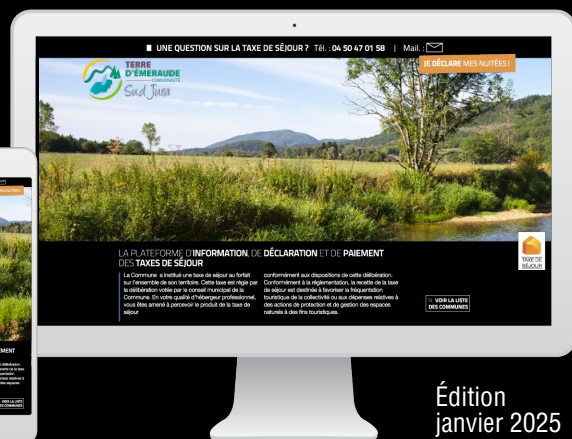 UNE QUESTION SUR LA TAXE DE SÉJOUR ? Tél. : 04 50 47 01 58 | Mail. :
JE DÉCLARE MES NUITÉES !
TERRE
D'ÉMERAUDE
COMMUNAUTÉ
Sud Jura
LA PLATEFORME D'INFORMATION, DE DÉCLARATION ET DE PAIEMENT
DES TAXES DE SÉJOUR
La Commune a institué une taxe de séjour au forfait
sur l'ensemble de son territoire. Cette taxe est régie par
la délibération votée par le conseil municipal de la
Commune. En votre qualité d'hébergeur professionnel,
vous êtes amené à percevoir le produit de la taxe de
séjour
conformément aux dispositions de cette délibération.
Conformément à la réglementation, la recette de la taxe
de séjour est destinée à favoriser la fréquentation
touristique de la collectivité ou aux dépenses relatives à
des actions de protection et de gestion des espaces
naturels à des fins touristiques.
TAXE DE
SÉJOUR
VOIR LA LISTE
DES COMMUNES
VOIR LA LISTE
DES COMMUNES
Édition
janvier 2025